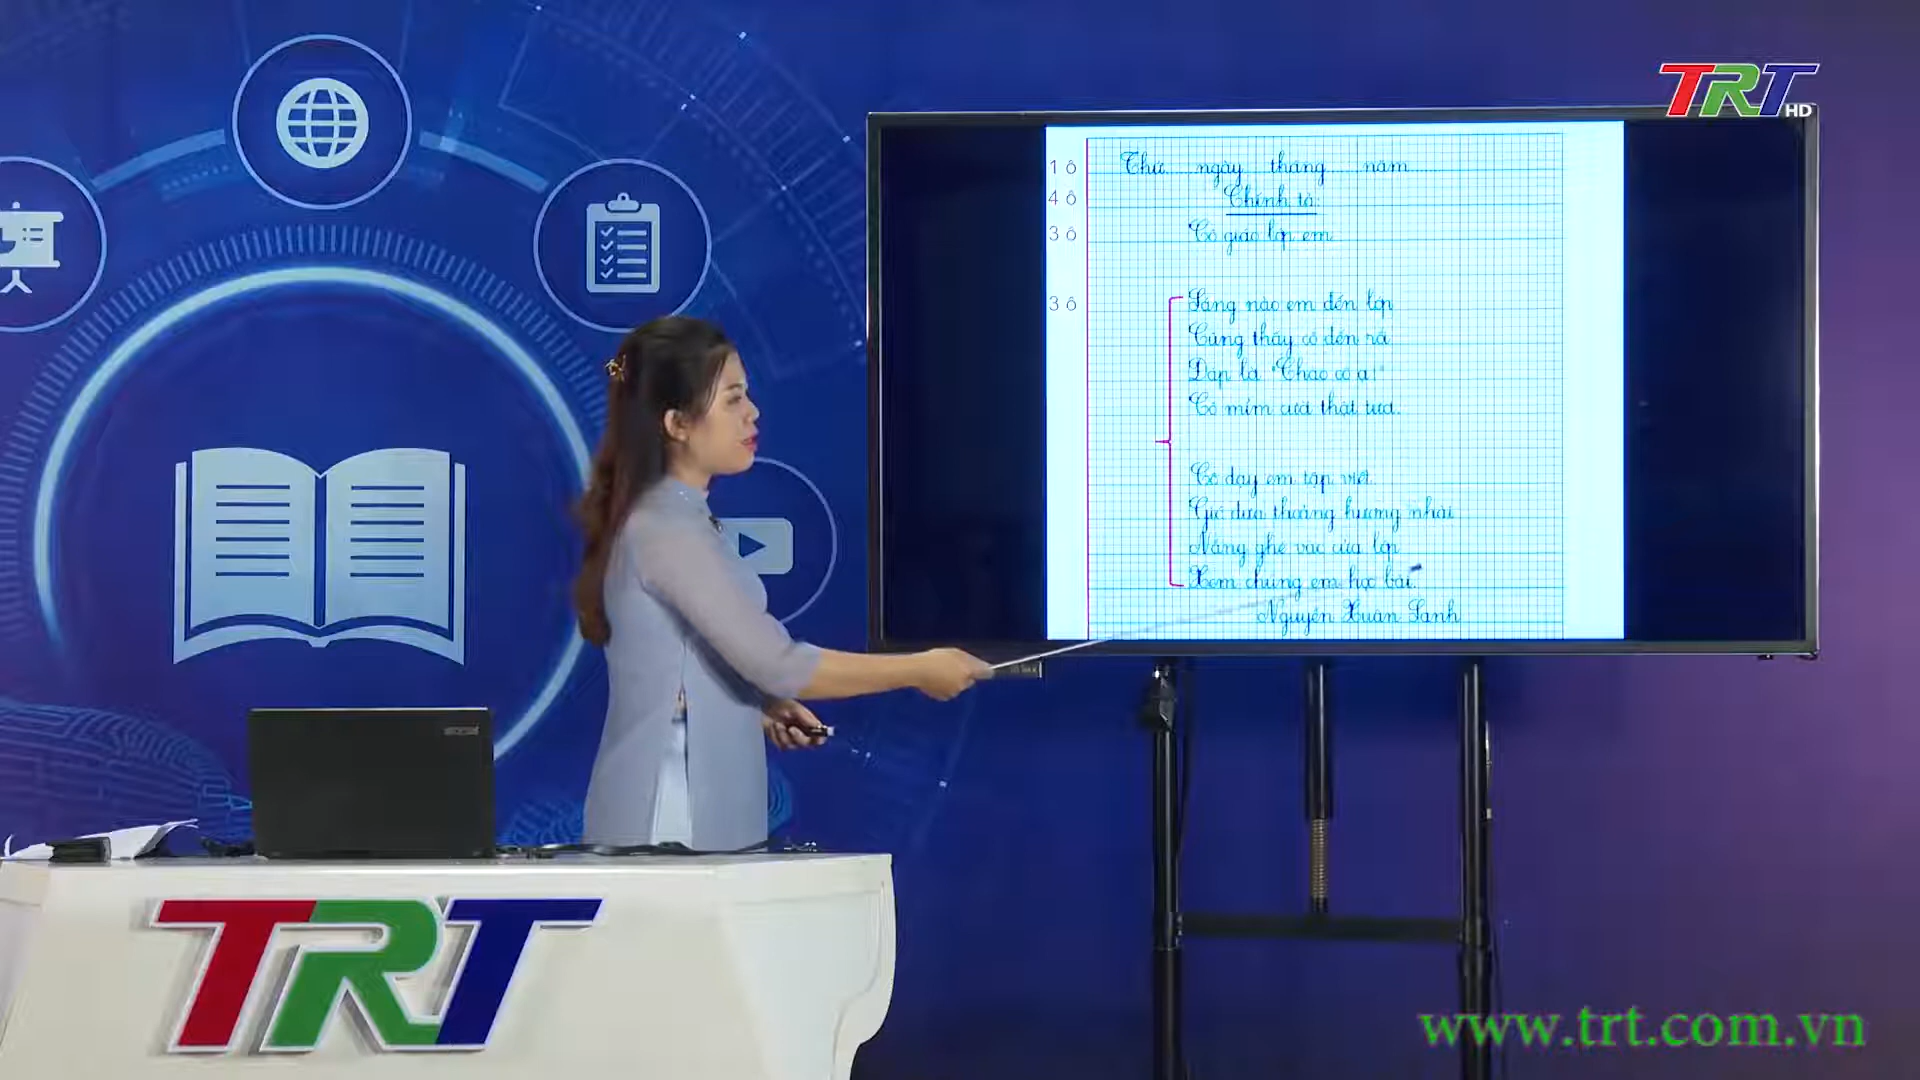 TRT HD
1 ô Thứ......ngày......tháng......năm......
4 ô Chính tả:
3 ô Cô giáo lớp em
3 ô Sáng nào em đến lớp
Cũng thấy cô đến rồi
Đáp lời "Chào cô ạ!"
Cô mỉm cười thật tươi.
Cô dạy em tập viết
Gió đưa thoảng hương nhài
Nắng ghé vào cửa lớp
Xem chúng em học bài.
Nguyễn Xuân Sanh
TRT
www.trt.com.vn